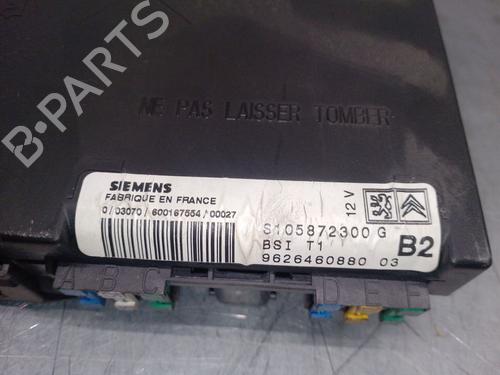 NE PAS LAISSER TOMBER
SIEMENS
FABRIQUE EN FRANCE
0/03070/600167554/00027
12 V
S105872300 G
BSI T1
B2
9626460880 03
A B C
D E F
B-PARTS